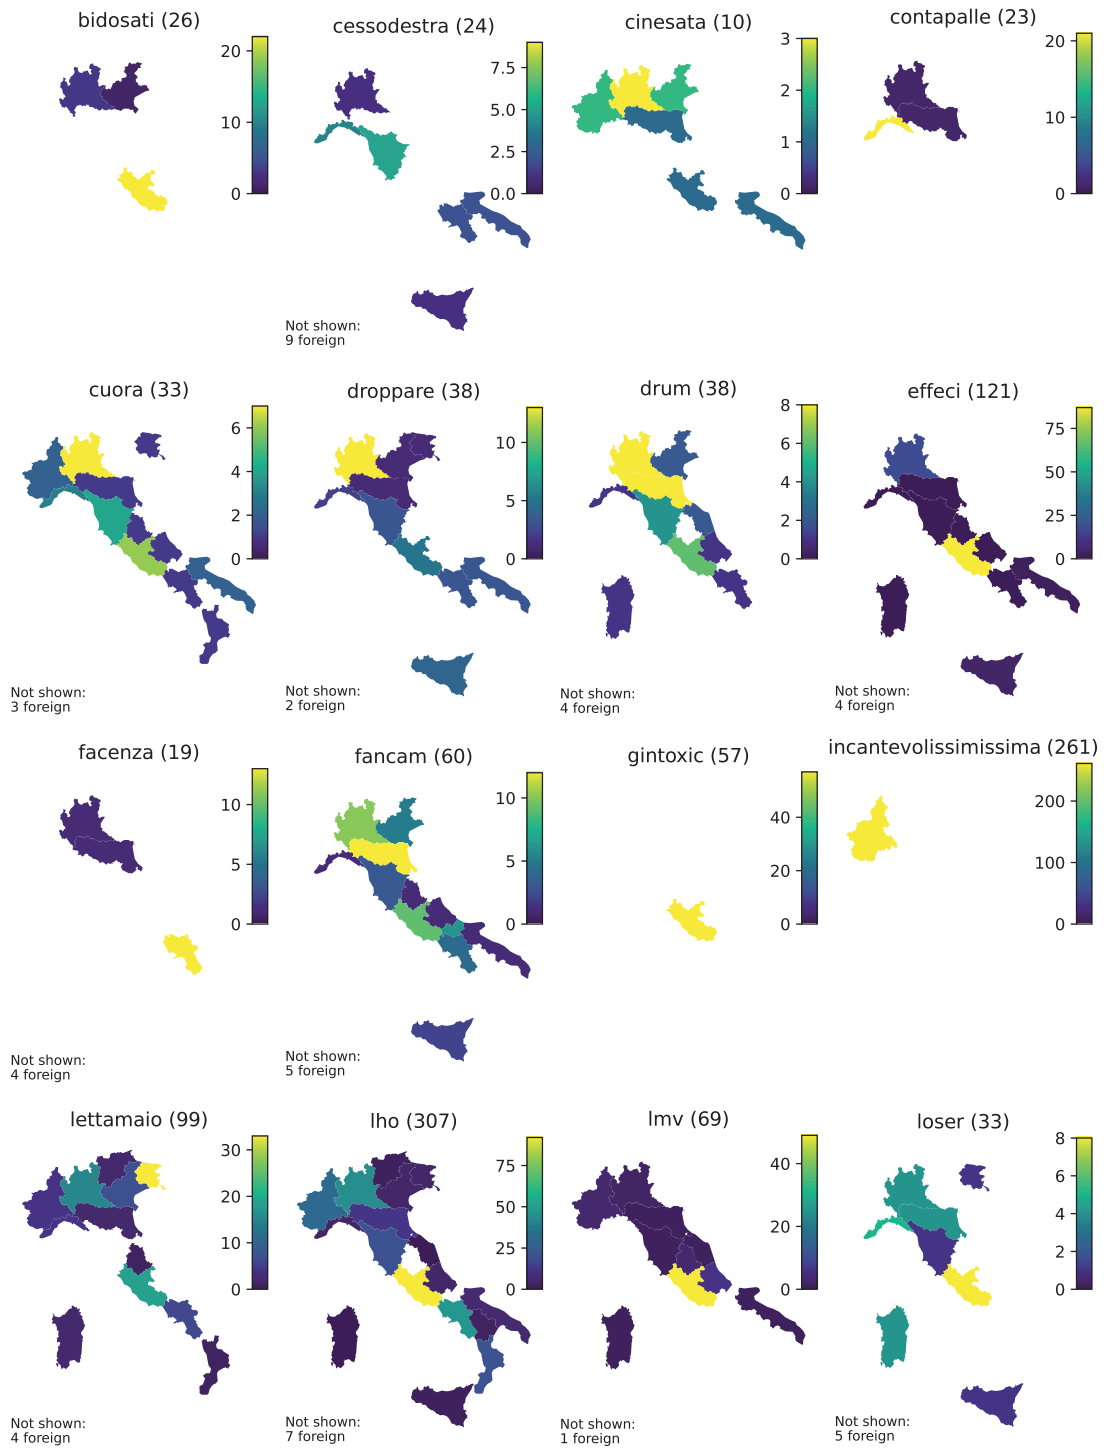 bidosati (26)
20
10
0
cessodestra (24)
7.5
5.0
2.5
0.0
Not shown:
9 foreign
cinesata (10)
3
2
1
0
contapalle (23)
20
10
0
cuora (33)
6
4
2
0
Not shown:
3 foreign
droppare (38)
10
5
0
Not shown:
2 foreign
drum (38)
8
6
4
2
0
Not shown:
4 foreign
effeci (121)
75
50
25
0
Not shown:
4 foreign
facenza (19)
10
5
0
Not shown:
4 foreign
fancam (60)
10
5
0
Not shown:
5 foreign
gintoxic (57)
40
20
0
incantevolissimissima (261)
200
100
0
lettamaio (99)
30
20
10
0
Not shown:
4 foreign
lho (307)
75
50
25
0
Not shown:
7 foreign
lmv (69)
40
20
0
Not shown:
1 foreign
loser (33)
8
6
4
2
0
Not shown:
5 foreign